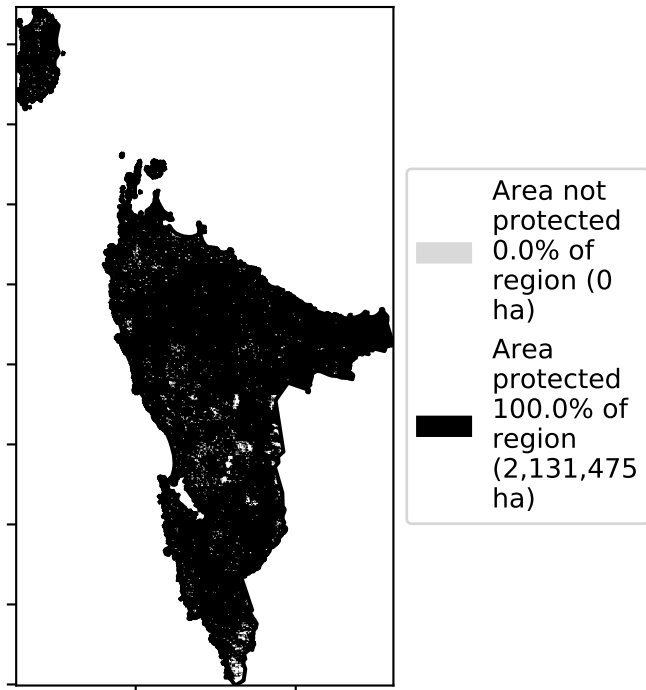 Area not
protected
0.0% of
region (0
ha)
Area
protected
100.0% of
region
(2,131,475
ha)